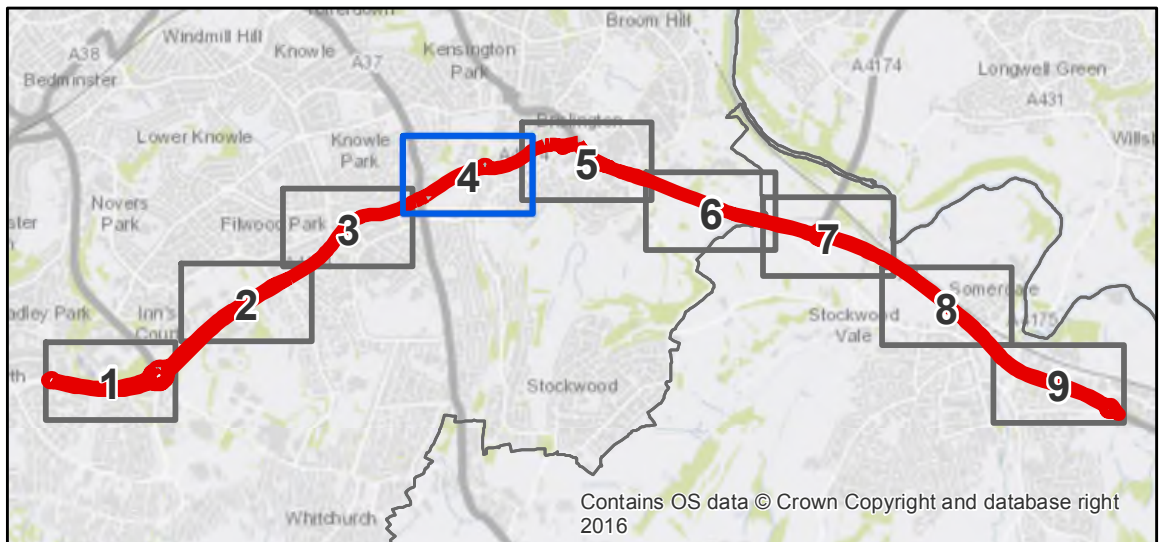 Broom Hill
Windmill Hill
A38
Knowle
A37
Kensington
Park
A4174
Longwell Green
Bedminster
A431
Lower Knowle
Knowle
Park
4
5
Novers
Park
Filwood Park
3
6
7
2
Inn's
8
Stockwood
Vale
A4175
1
Stockwood
9
Contains OS data © Crown Copyright and database right
2016
Whitchurch